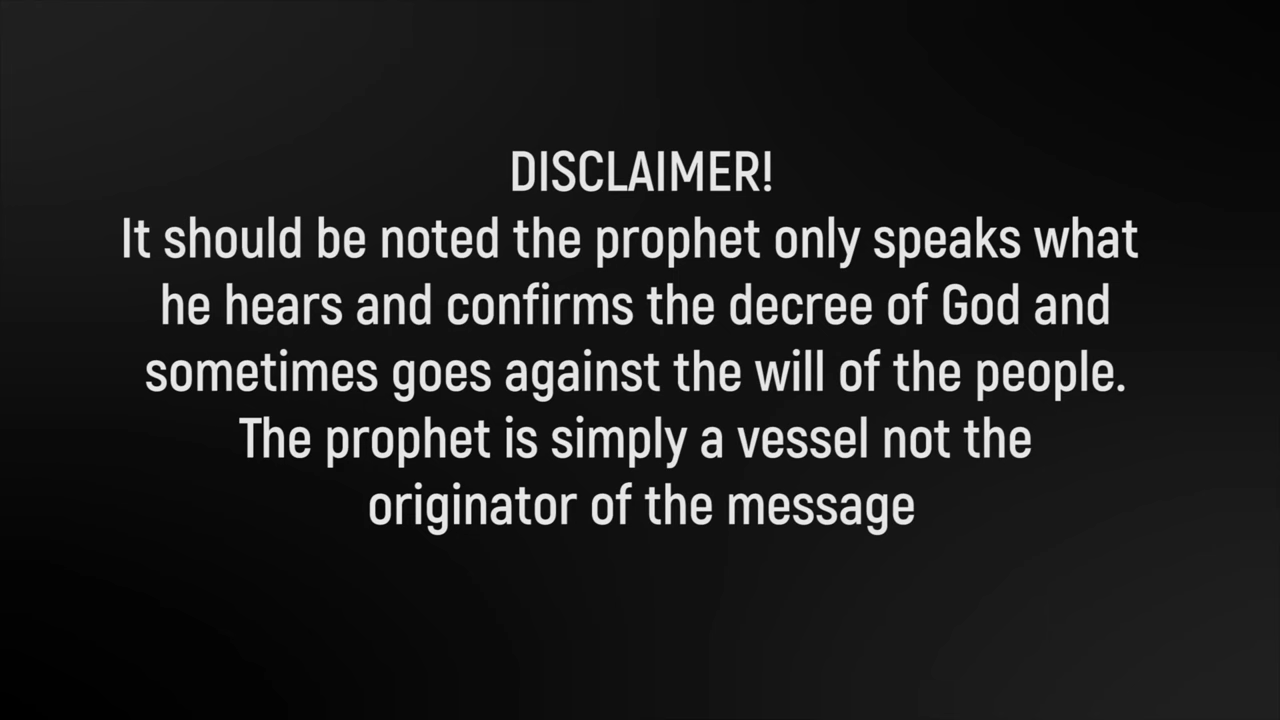 DISCLAIMER!
It should be noted the prophet only speaks what
he hears and confirms the decree of God and
sometimes goes against the will of the people.
The prophet is simply a vessel not the
originator of the message